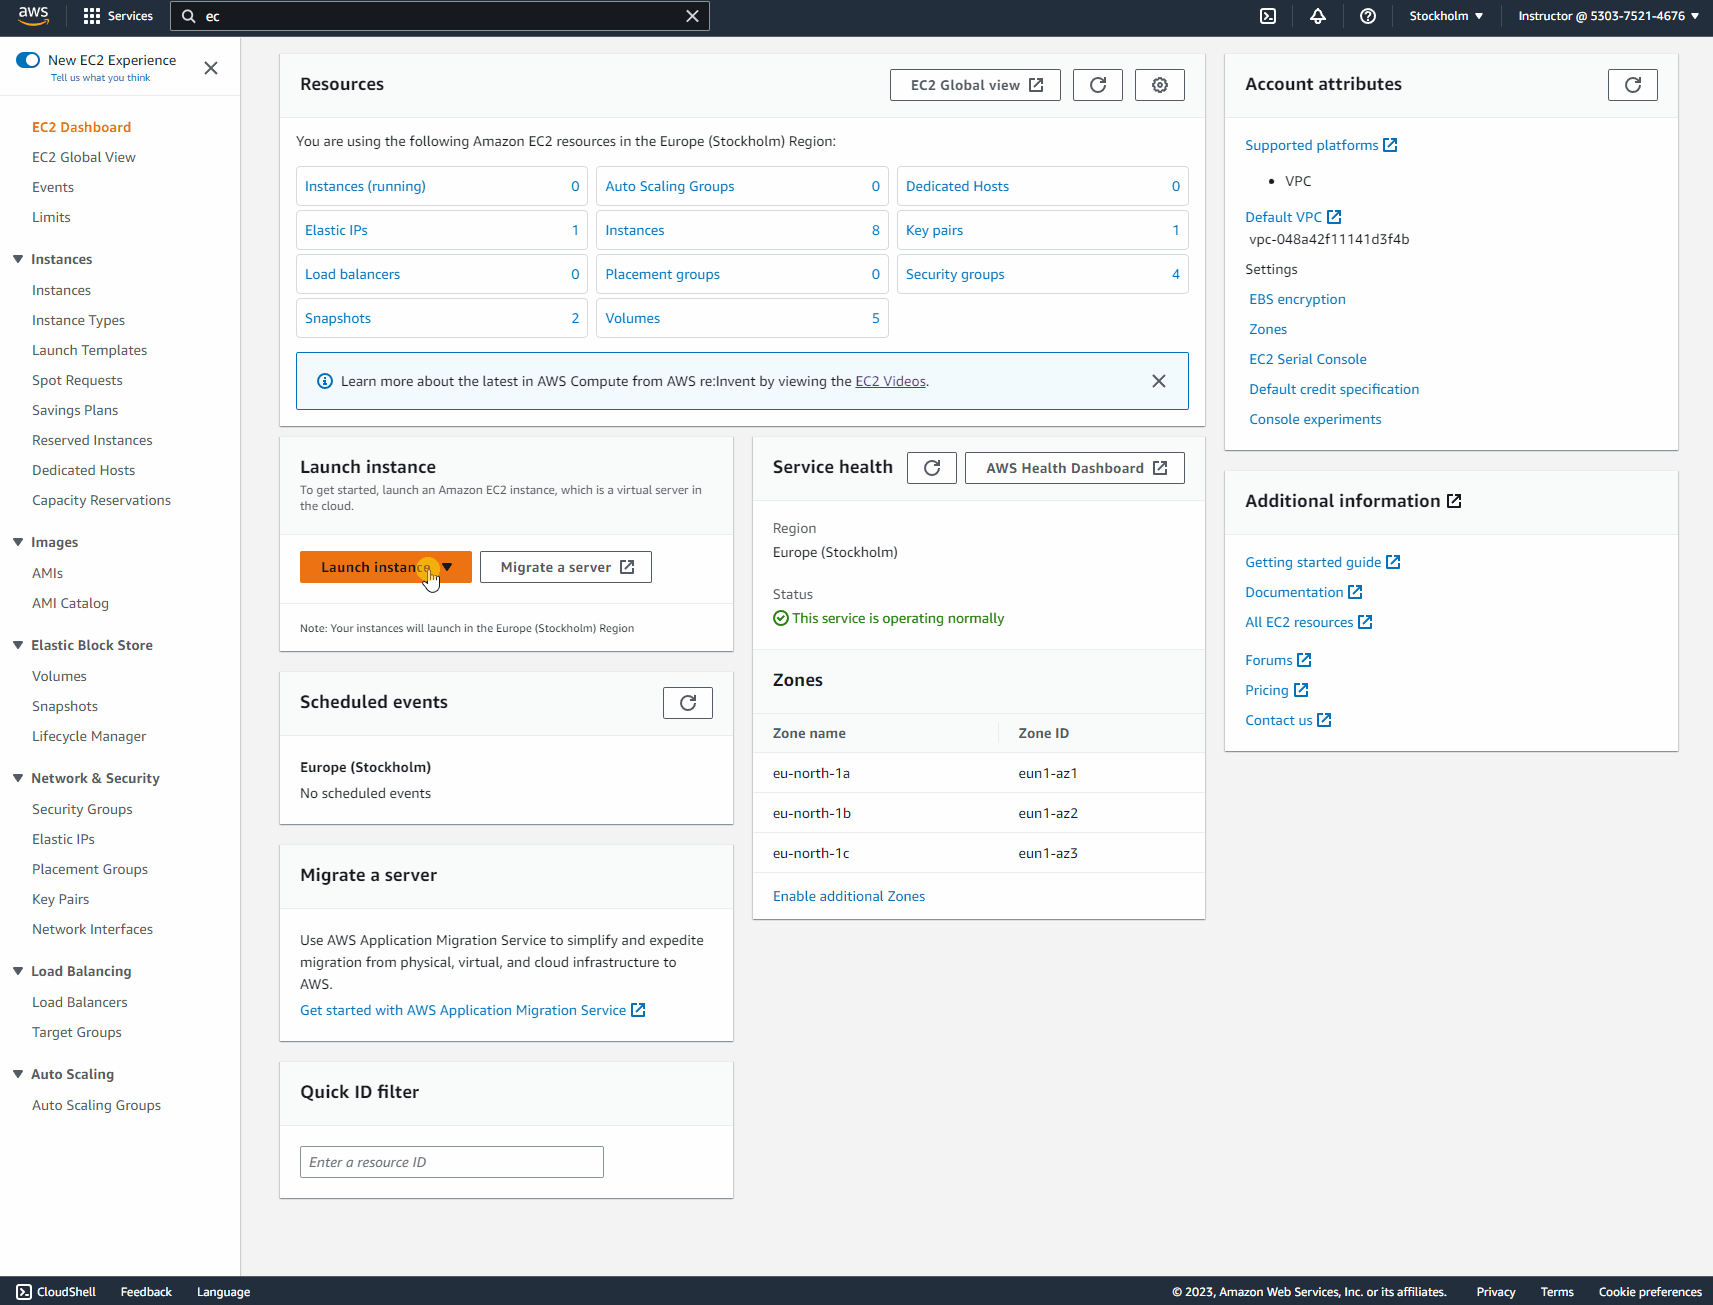 aws
Services
ec
Stockholm ▼
Instructor @ 5303-7521-4676 ▼
New EC2 Experience
Tell us what you think
EC2 Dashboard
EC2 Global View
Events
Limits
Instances
Instances
Instance Types
Launch Templates
Spot Requests
Savings Plans
Reserved Instances
Dedicated Hosts
Capacity Reservations
Images
AMIs
AMI Catalog
Elastic Block Store
Volumes
Snapshots
Lifecycle Manager
Network & Security
Security Groups
Elastic IPs
Placement Groups
Key Pairs
Network Interfaces
Load Balancing
Load Balancers
Target Groups
Auto Scaling
Auto Scaling Groups
Resources
EC2 Global view
You are using the following Amazon EC2 resources in the Europe (Stockholm) Region:
Instances (running) 0
Auto Scaling Groups 0
Dedicated Hosts 0
Elastic IPs 1
Instances 8
Key pairs 1
Load balancers 0
Placement groups 0
Security groups 4
Snapshots 2
Volumes 5
Learn more about the latest in AWS Compute from AWS re:Invent by viewing the EC2 Videos.
Launch instance
To get started, launch an Amazon EC2 instance, which is a virtual server in
the cloud.
Launch instance ▼
Migrate a server
Note: Your instances will launch in the Europe (Stockholm) Region
Scheduled events
Europe (Stockholm)
No scheduled events
Migrate a server
Use AWS Application Migration Service to simplify and expedite
migration from physical, virtual, and cloud infrastructure to
AWS.
Get started with AWS Application Migration Service
Quick ID filter
Enter a resource ID
Service health
AWS Health Dashboard
Region
Europe (Stockholm)
Status
This service is operating normally
Zones
Zone name Zone ID
eu-north-1a eun1-az1
eu-north-1b eun1-az2
eu-north-1c eun1-az3
Enable additional Zones
Account attributes
Supported platforms
• VPC
Default VPC
vpc-048a42f11141d3f4b
Settings
EBS encryption
Zones
EC2 Serial Console
Default credit specification
Console experiments
Additional information
Getting started guide
Documentation
All EC2 resources
Forums
Pricing
Contact us
CloudShell
Feedback
Language
© 2023, Amazon Web Services, Inc. or its affiliates.
Privacy
Terms
Cookie preferences